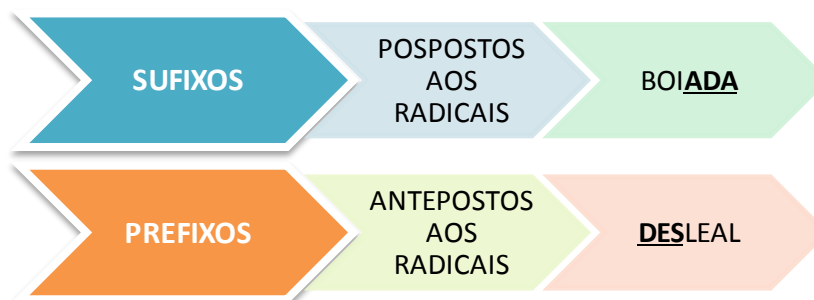 SUFIXOS
POSPOSTOS
AOS
RADICAIS
BOIADA
PREFIXOS
ANTEPOSTOS
AOS
RADICAIS
DESLEAL